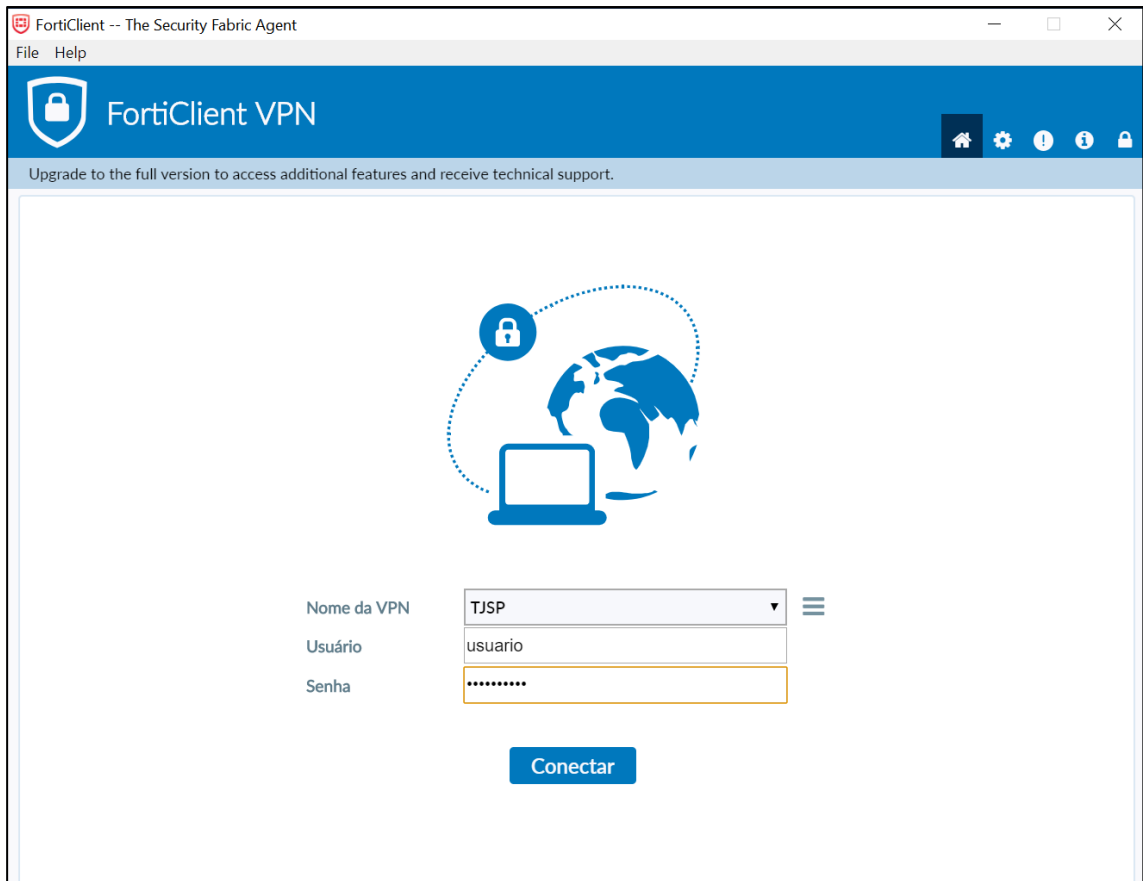 FortiClient -- The Security Fabric Agent
File Help
FortiClient VPN
Upgrade to the full version to access additional features and receive technical support.
Nome da VPN TJSP
Usuário usuario
Senha ••••••••••
Conectar